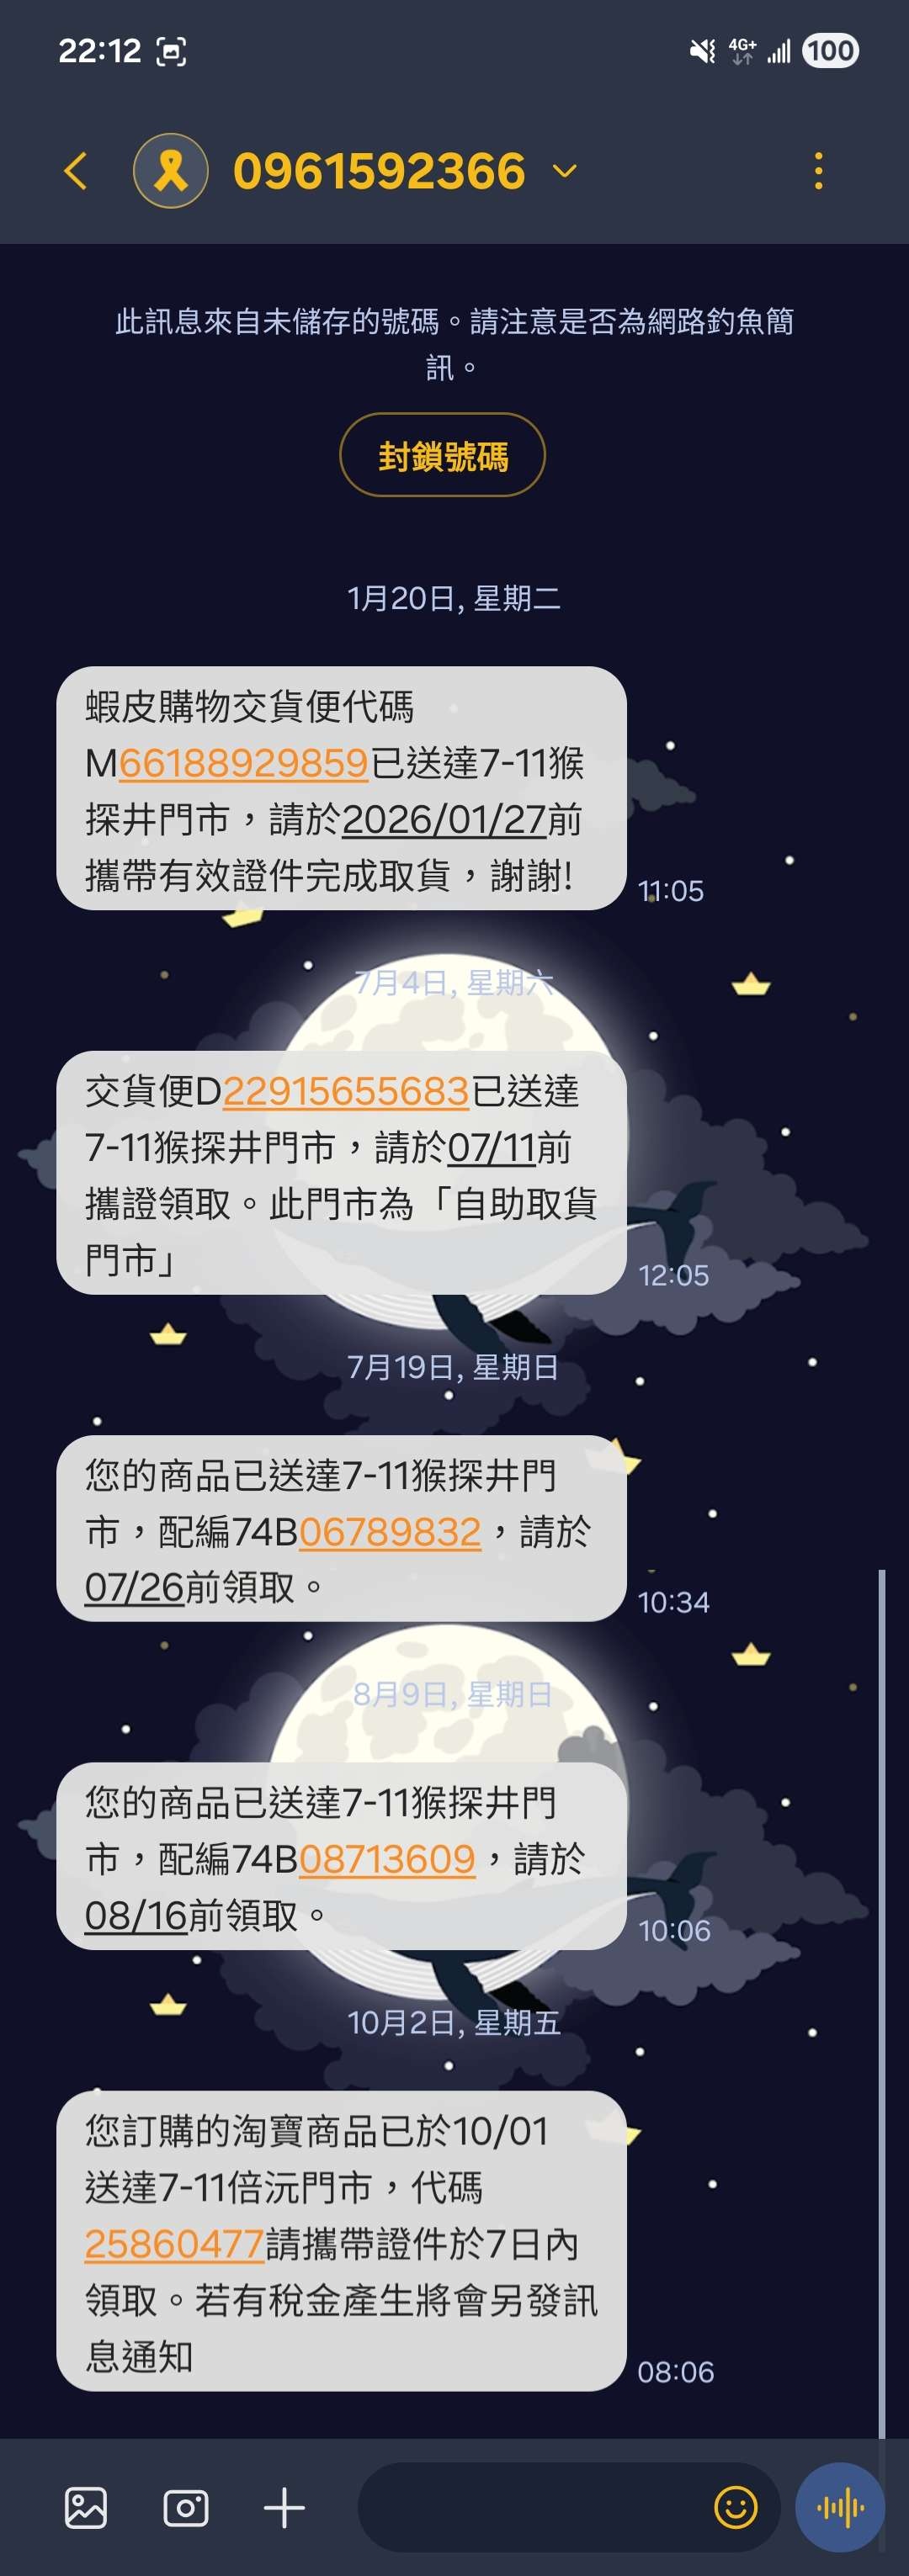 22:12
4G+
100
0961592366
此訊息來自未儲存的號碼。請注意是否為網路釣魚簡
訊。
封鎖號碼
1月20日, 星期二
蝦皮購物交貨便代碼
M66188929859已送達7-11猴
探井門市，請於2026/01/27前
攜帶有效證件完成取貨，謝謝!
11:05
7月4日, 星期六
交貨便D22915655683已送達
7-11猴探井門市，請於07/11前
攜證領取。此門市為「自助取貨
門市」
12:05
7月19日, 星期日
您的商品已送達7-11猴探井門
市，配編74B06789832，請於
07/26前領取。
10:34
8月9日, 星期日
您的商品已送達7-11猴探井門
市，配編74B08713609，請於
08/16前領取。
10:06
10月2日, 星期五
您訂購的淘寶商品已於10/01
送達7-11倍沅門市，代碼
25860477請攜帶證件於7日內
領取。若有稅金產生將會另發訊
息通知
08:06